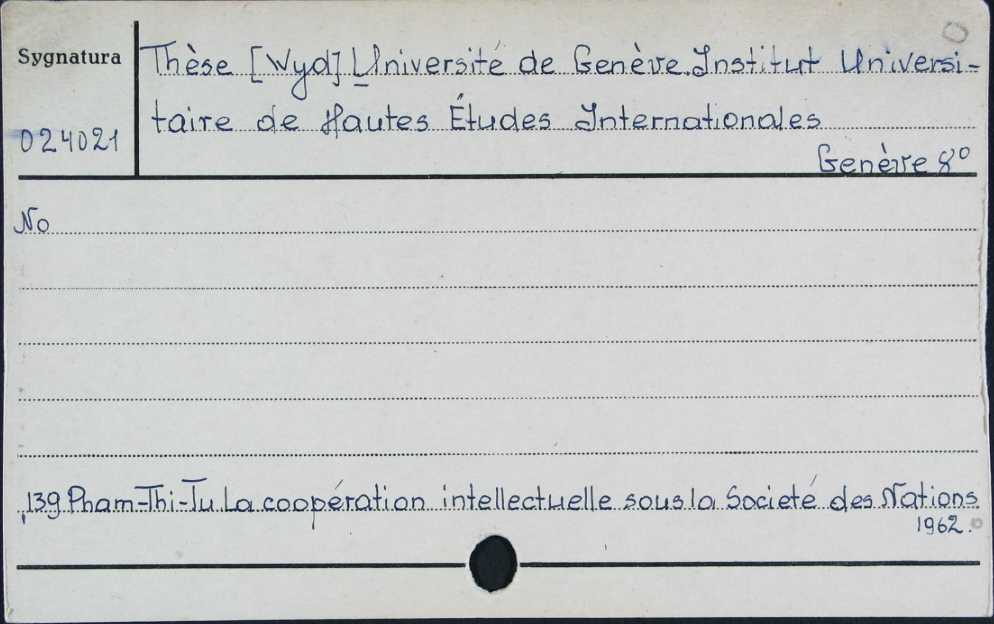 Sygnatura
Thèse [Wyd] Université de Genève. Institut Universi-
taire de Hautes Études Internationales
024021
Genève 8°
No
139 Pham-Thi-Tu La coopération intellectuelle sous la Societé des Nations
1962.